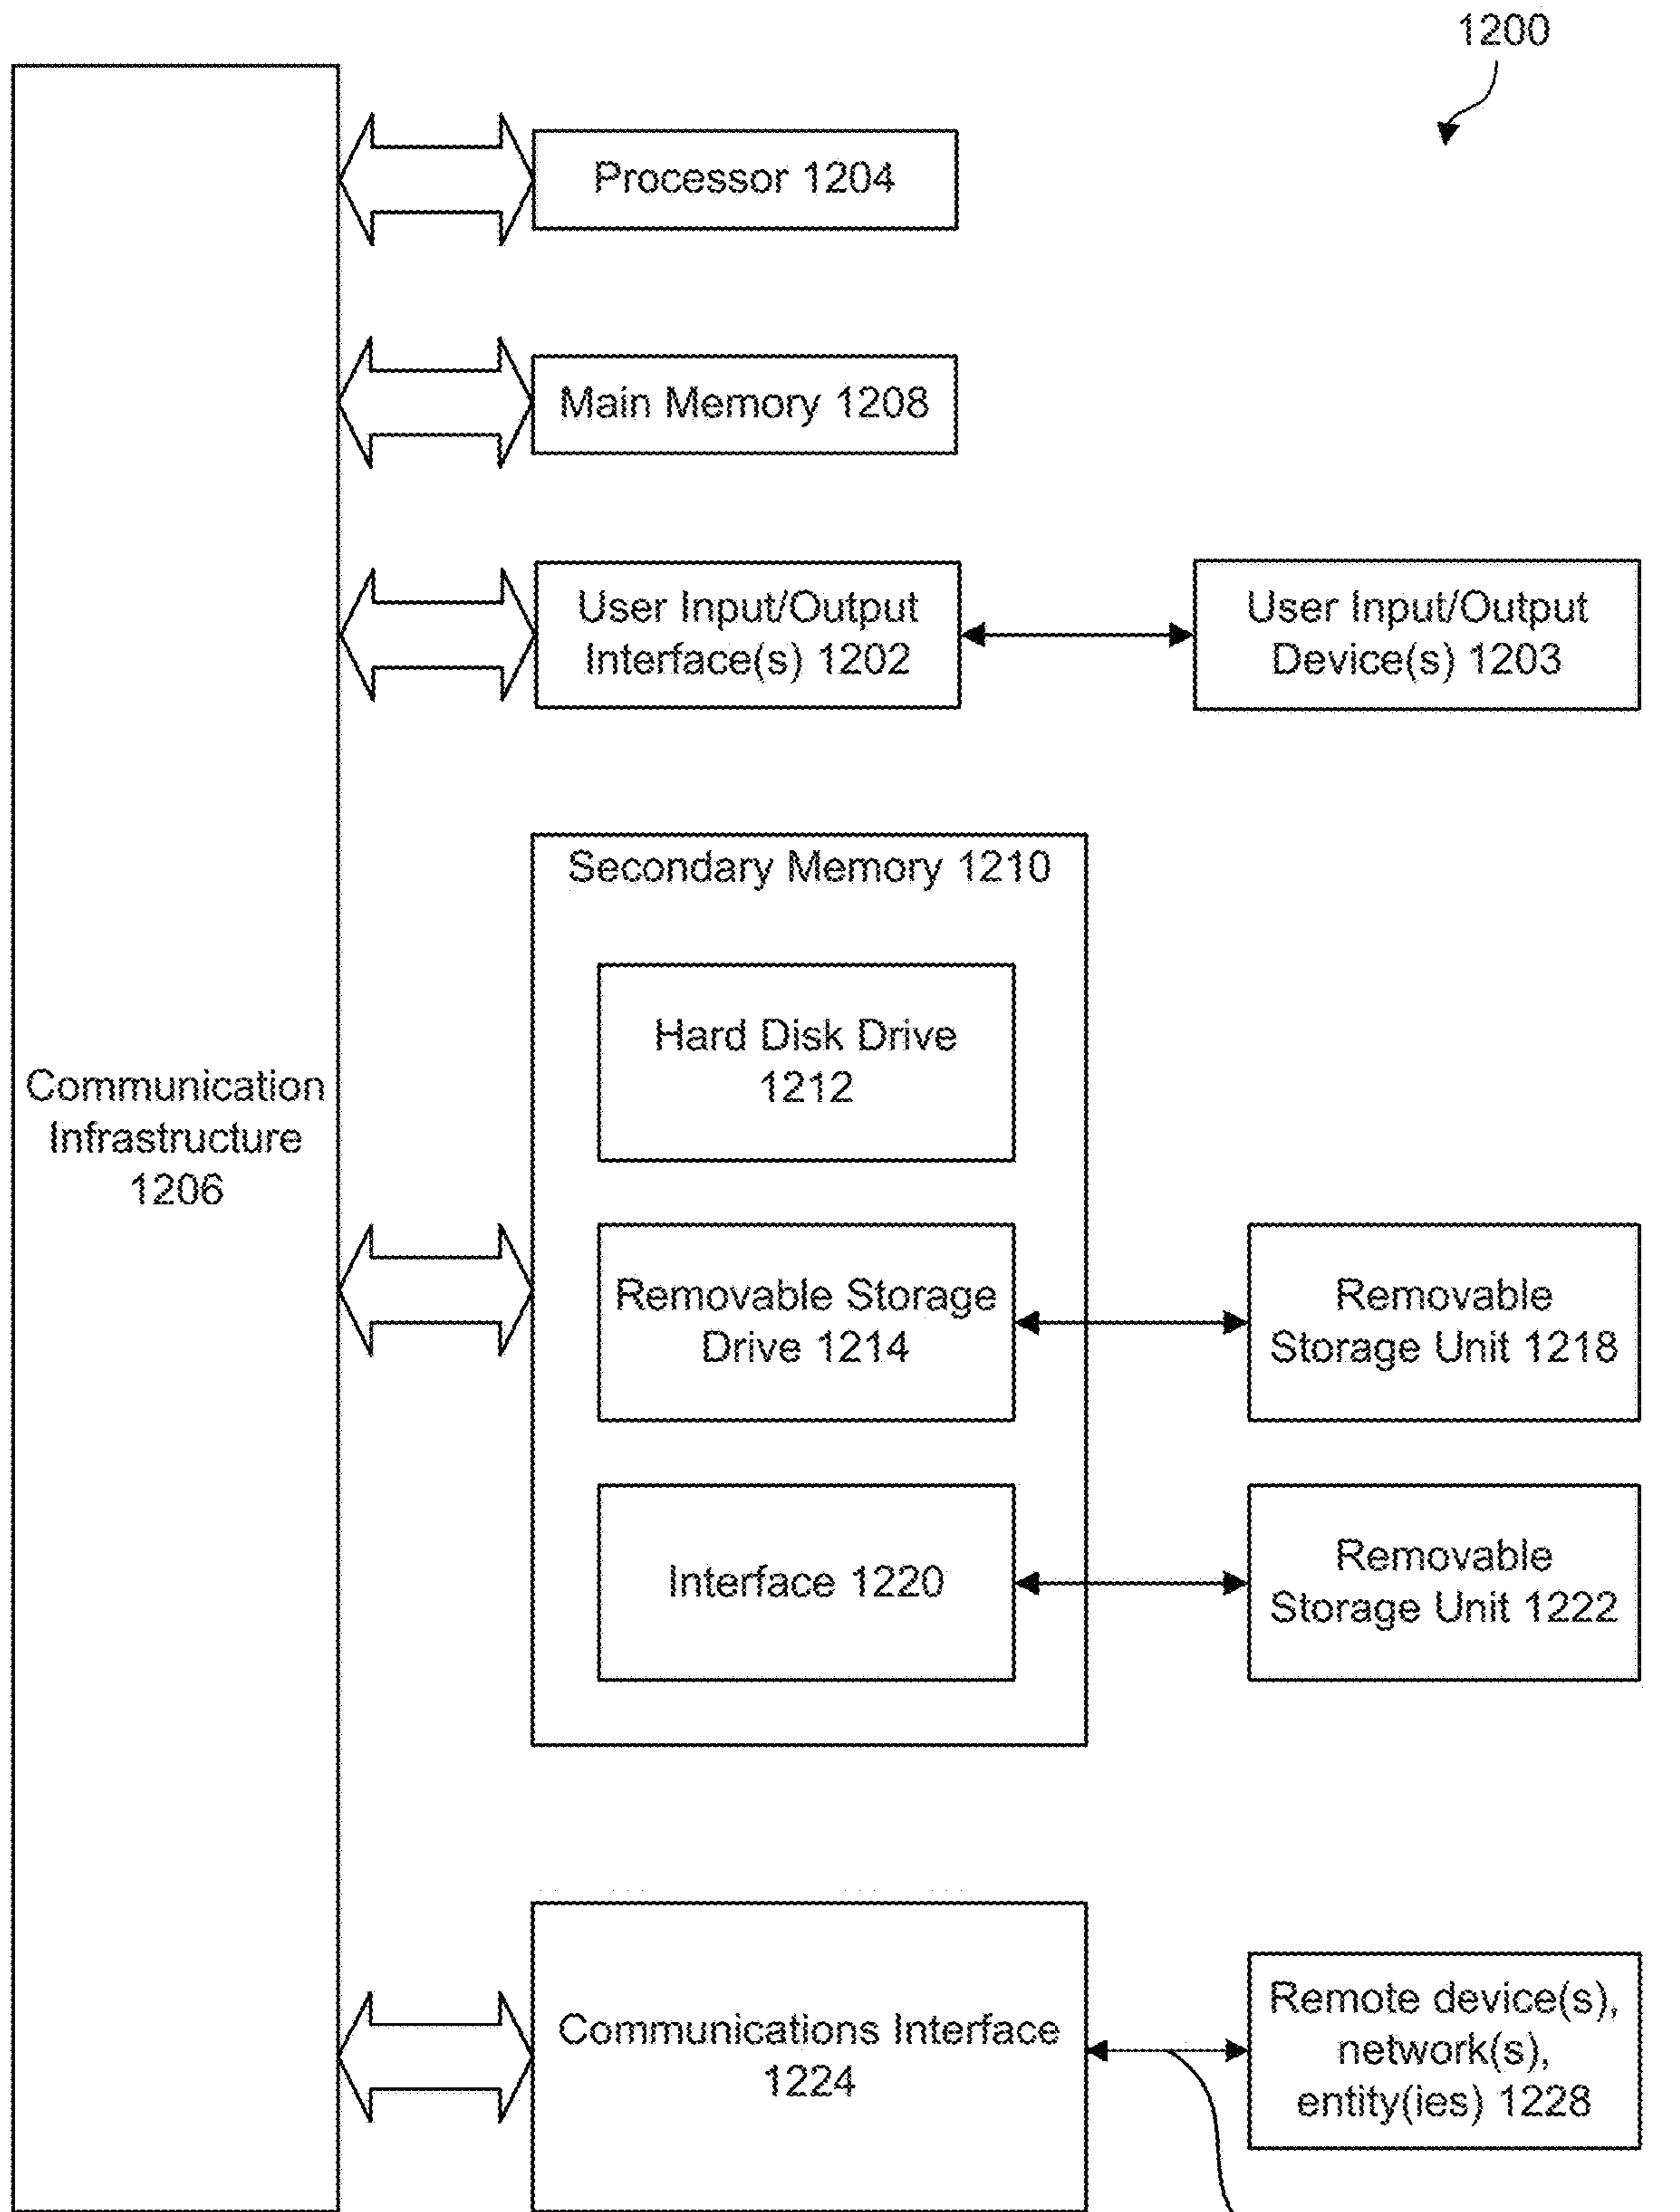 1200
Processor 1204
Main Memory 1208
User Input/Output
Interface(s) 1202
User Input/Output
Device(s) 1203
Secondary Memory 1210
Hard Disk Drive
1212
Communication
Infrastructure
1206
Removable Storage
Drive 1214
Removable
Storage Unit 1218
Interface 1220
Removable
Storage Unit 1222
Communications Interface
1224
Remote device(s),
network(s),
entity(ies) 1228